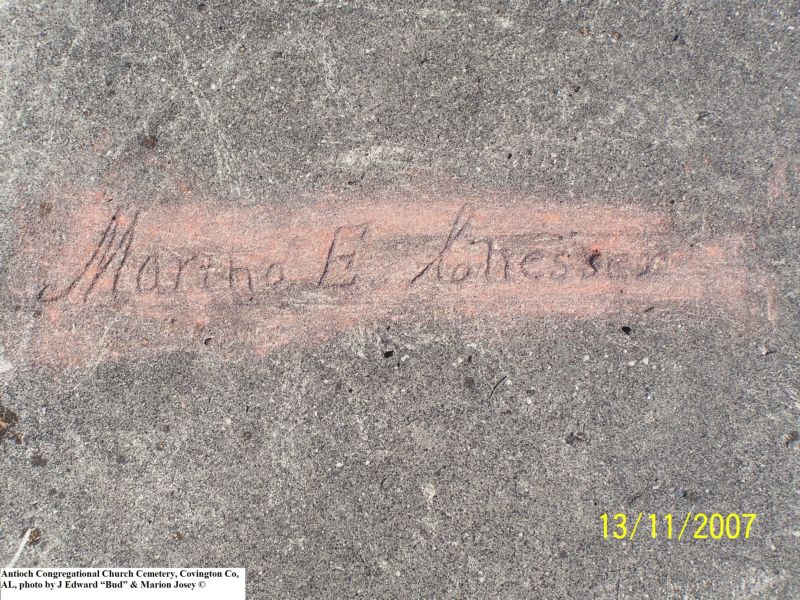 Martha E Chesser
13/11/2007
Antioch Congregational Church Cemetery, Covington Co,
AL, photo by J Edward “Bud” & Marion Josey ©